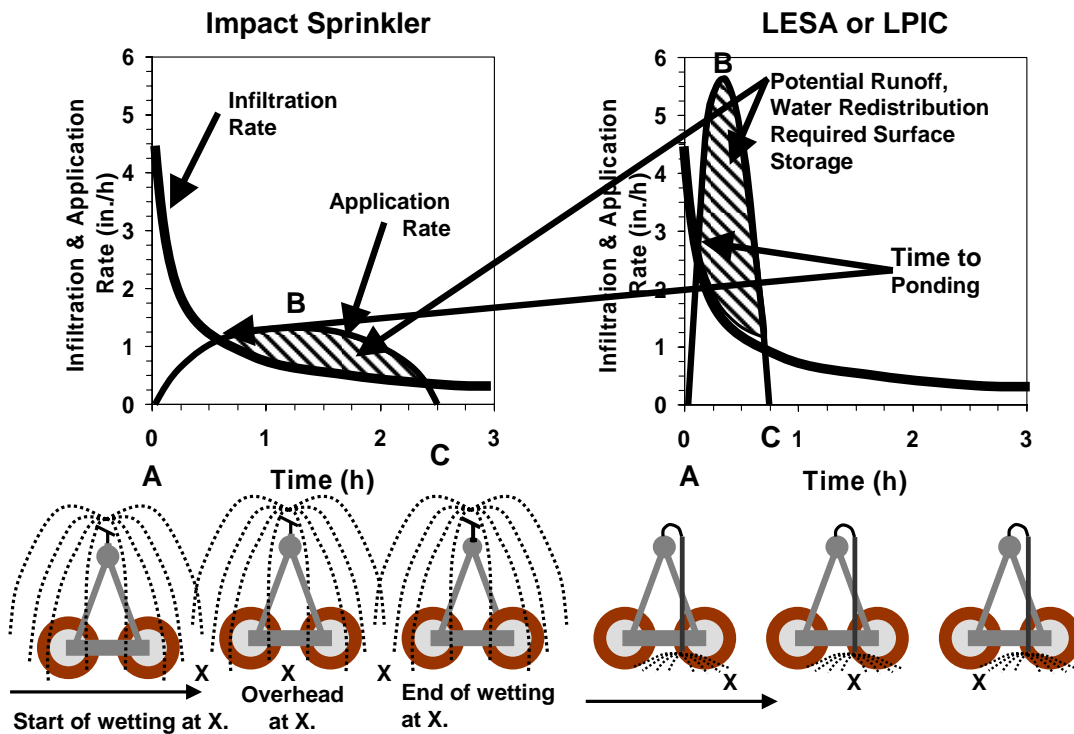 Impact Sprinkler
Infiltration & Application
Rate (in./h)
6
5
4
3
2
1
0
Infiltration
Rate
Application
Rate
B
0
1
2
3
A
C
Time (h)
LESA or LPIC
Infiltration & Application
Rate (in./h)
6
5
4
3
2
1
0
B
Potential Runoff,
Water Redistribution
Required Surface
Storage
Time to
Ponding
0
1
2
3
A
C
Time (h)
X
X
X
Start of wetting at X.
Overhead
at X.
End of wetting
at X.
X
X
X